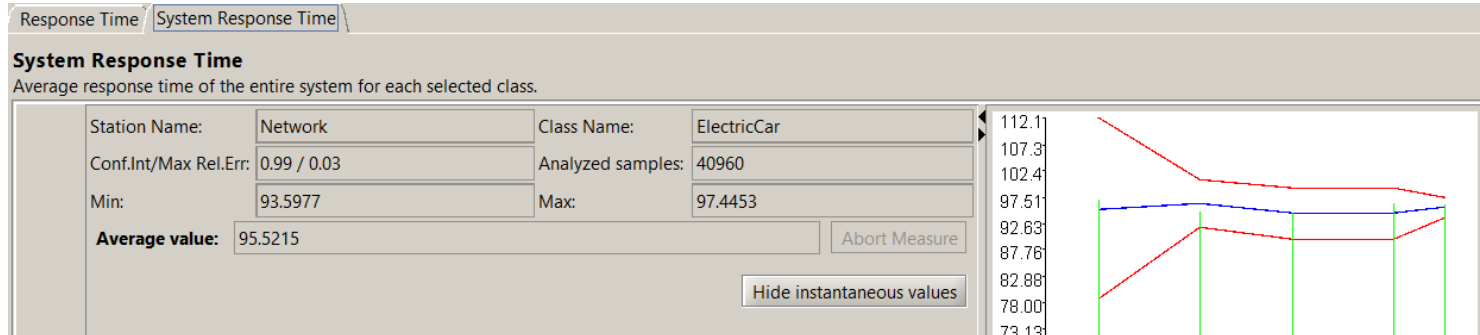 Response Time System Response Time
System Response Time
Average response time of the entire system for each selected class.
Station Name: Network Class Name: ElectricCar
Conf.Int/Max Rel.Err: 0.99 / 0.03 Analyzed samples: 40960
Min: 93.5977 Max: 97.4453
Average value: 95.5215 Abort Measure
Hide instantaneous values
112.1
107.3
102.4
97.51
92.63
87.76
82.88
78.00
73.13